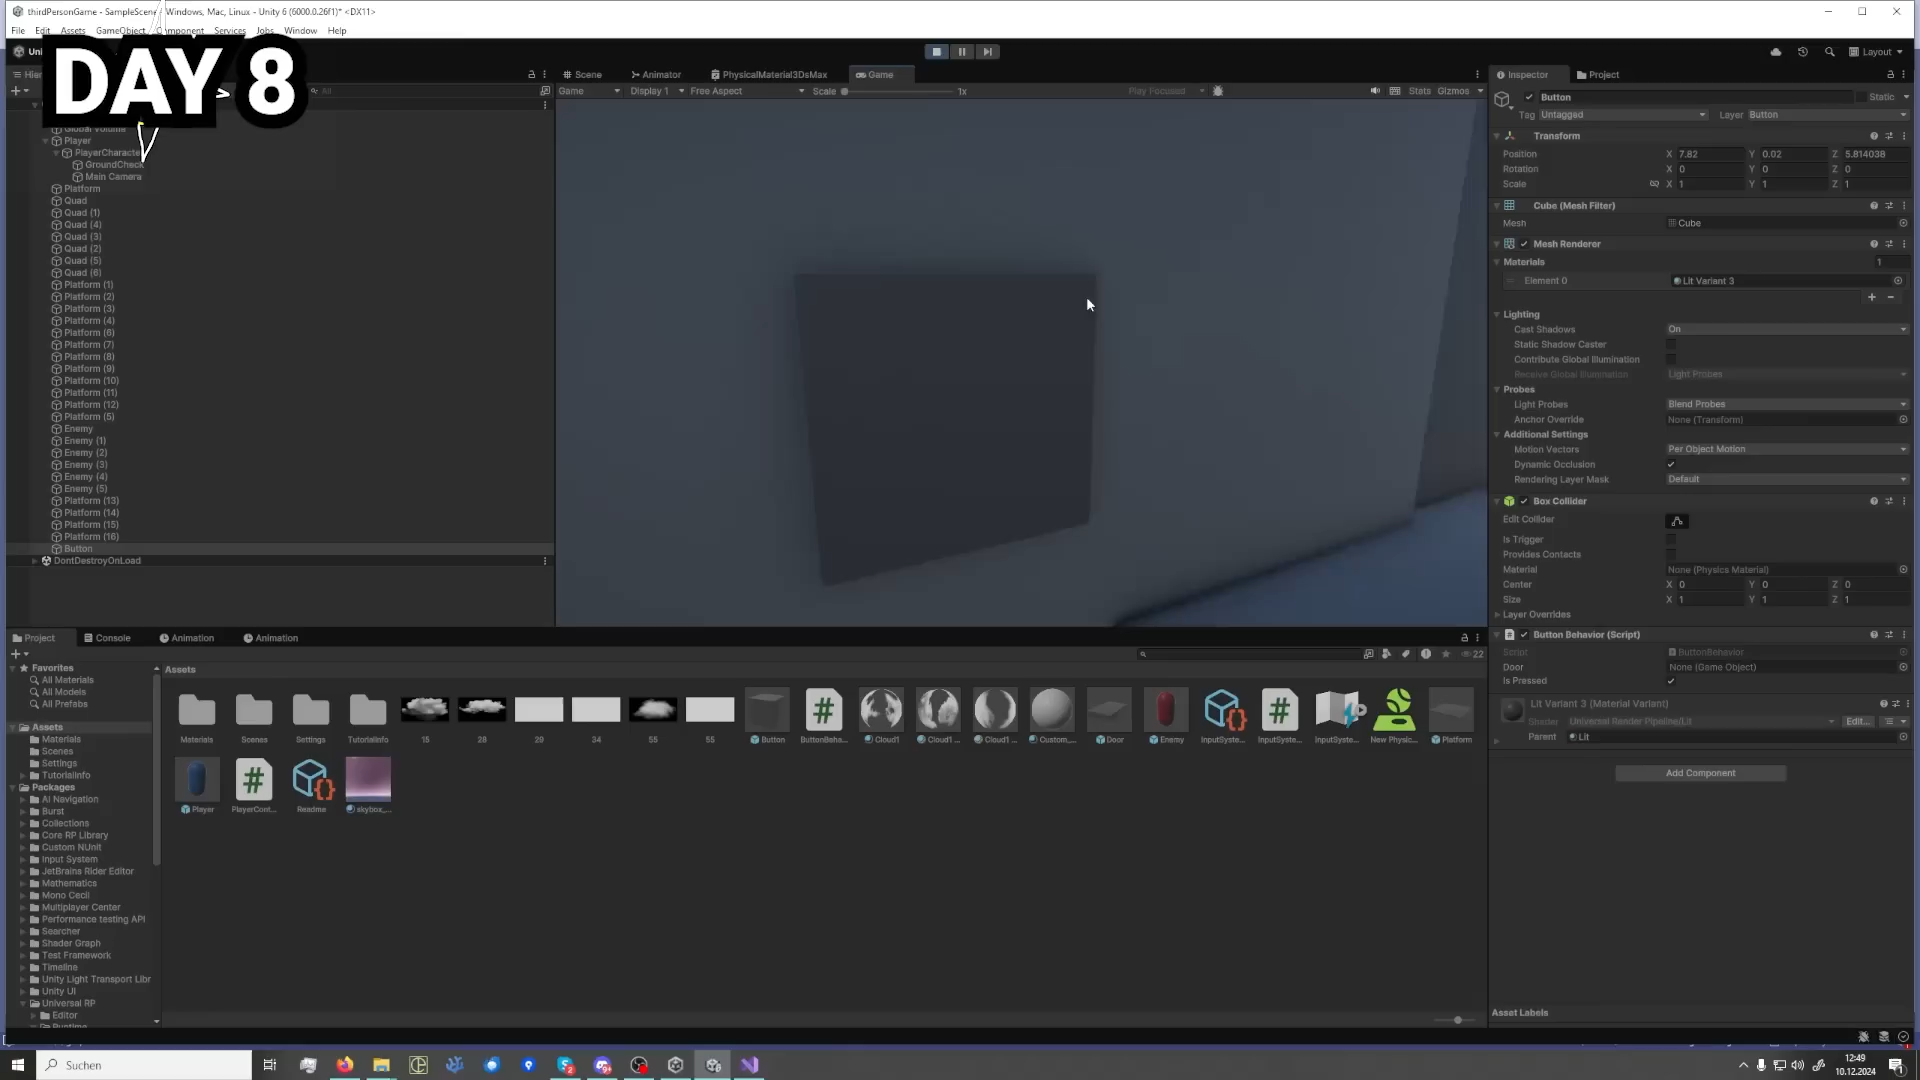 thirdPersonGame - SampleScene - Windows, Mac, Linux - Unity 6 (6000.0.26f1)* <DX11>
File Edit Assets GameObject Component Services Jobs Window Help
DAY 8
Layout
Scene Animator PhysicalMaterial3DsMax Game
Inspector Project
Game Display 1 Free Aspect Scale 1x Play Focused Stats Gizmos
Button Static
Tag Untagged Layer Button
Global Volume
Player
PlayerCharacte
GroundCheck
Main Camera
Platform
Quad
Quad (1)
Quad (4)
Quad (3)
Quad (2)
Quad (5)
Quad (6)
Platform (1)
Platform (2)
Platform (3)
Platform (4)
Platform (6)
Platform (7)
Platform (8)
Platform (9)
Platform (10)
Platform (11)
Platform (12)
Platform (5)
Enemy
Enemy (1)
Enemy (2)
Enemy (3)
Enemy (4)
Enemy (5)
Platform (13)
Platform (14)
Platform (15)
Platform (16)
Button
DontDestroyOnLoad
Transform
Position X 7.82 Y 0.02 Z 5.814038
Rotation X 0 Y 0 Z 0
Scale X 1 Y 1 Z 1
Cube (Mesh Filter)
Mesh Cube
Mesh Renderer
Materials 1
Element 0 Lit Variant 3
Lighting
Cast Shadows On
Static Shadow Caster
Contribute Global Illumination
Receive Global Illumination Light Probes
Probes
Light Probes Blend Probes
Anchor Override None (Transform)
Additional Settings
Motion Vectors Per Object Motion
Dynamic Occlusion
Rendering Layer Mask Default
Box Collider
Edit Collider
Is Trigger
Provides Contacts
Material None (Physics Material)
Center X 0 Y 0 Z 0
Size X 1 Y 1 Z 1
Layer Overrides
Button Behavior (Script)
Script ButtonBehavior
Door None (Game Object)
Is Pressed
Lit Variant 3 (Material Variant)
Shader Universal Render Pipeline/Lit Edit...
Parent Lit
Add Component
Asset Labels
Project Console Animation Animation
22
Favorites
All Materials
All Models
All Prefabs
Assets
Materials
Scenes
Settings
TutorialInfo
Packages
AI Navigation
Burst
Collections
Core RP Library
Custom NUnit
Input System
JetBrains Rider Editor
Mathematics
Mono Cecil
Multiplayer Center
Performance testing API
Searcher
Shader Graph
Test Framework
Timeline
Unity Light Transport Libr
Unity UI
Universal RP
Editor
Runtime
Assets
Materials Scenes Settings TutorialInfo 15 28 29 34 55 55 Button ButtonBeha... Cloud1 Cloud1 ... Cloud1 ... Custom_... Door Enemy InputSyste... InputSyste... InputSyste... New Physic... Platform
Player PlayerCont... Readme skybox_...
Suchen
12:49
10.12.2024